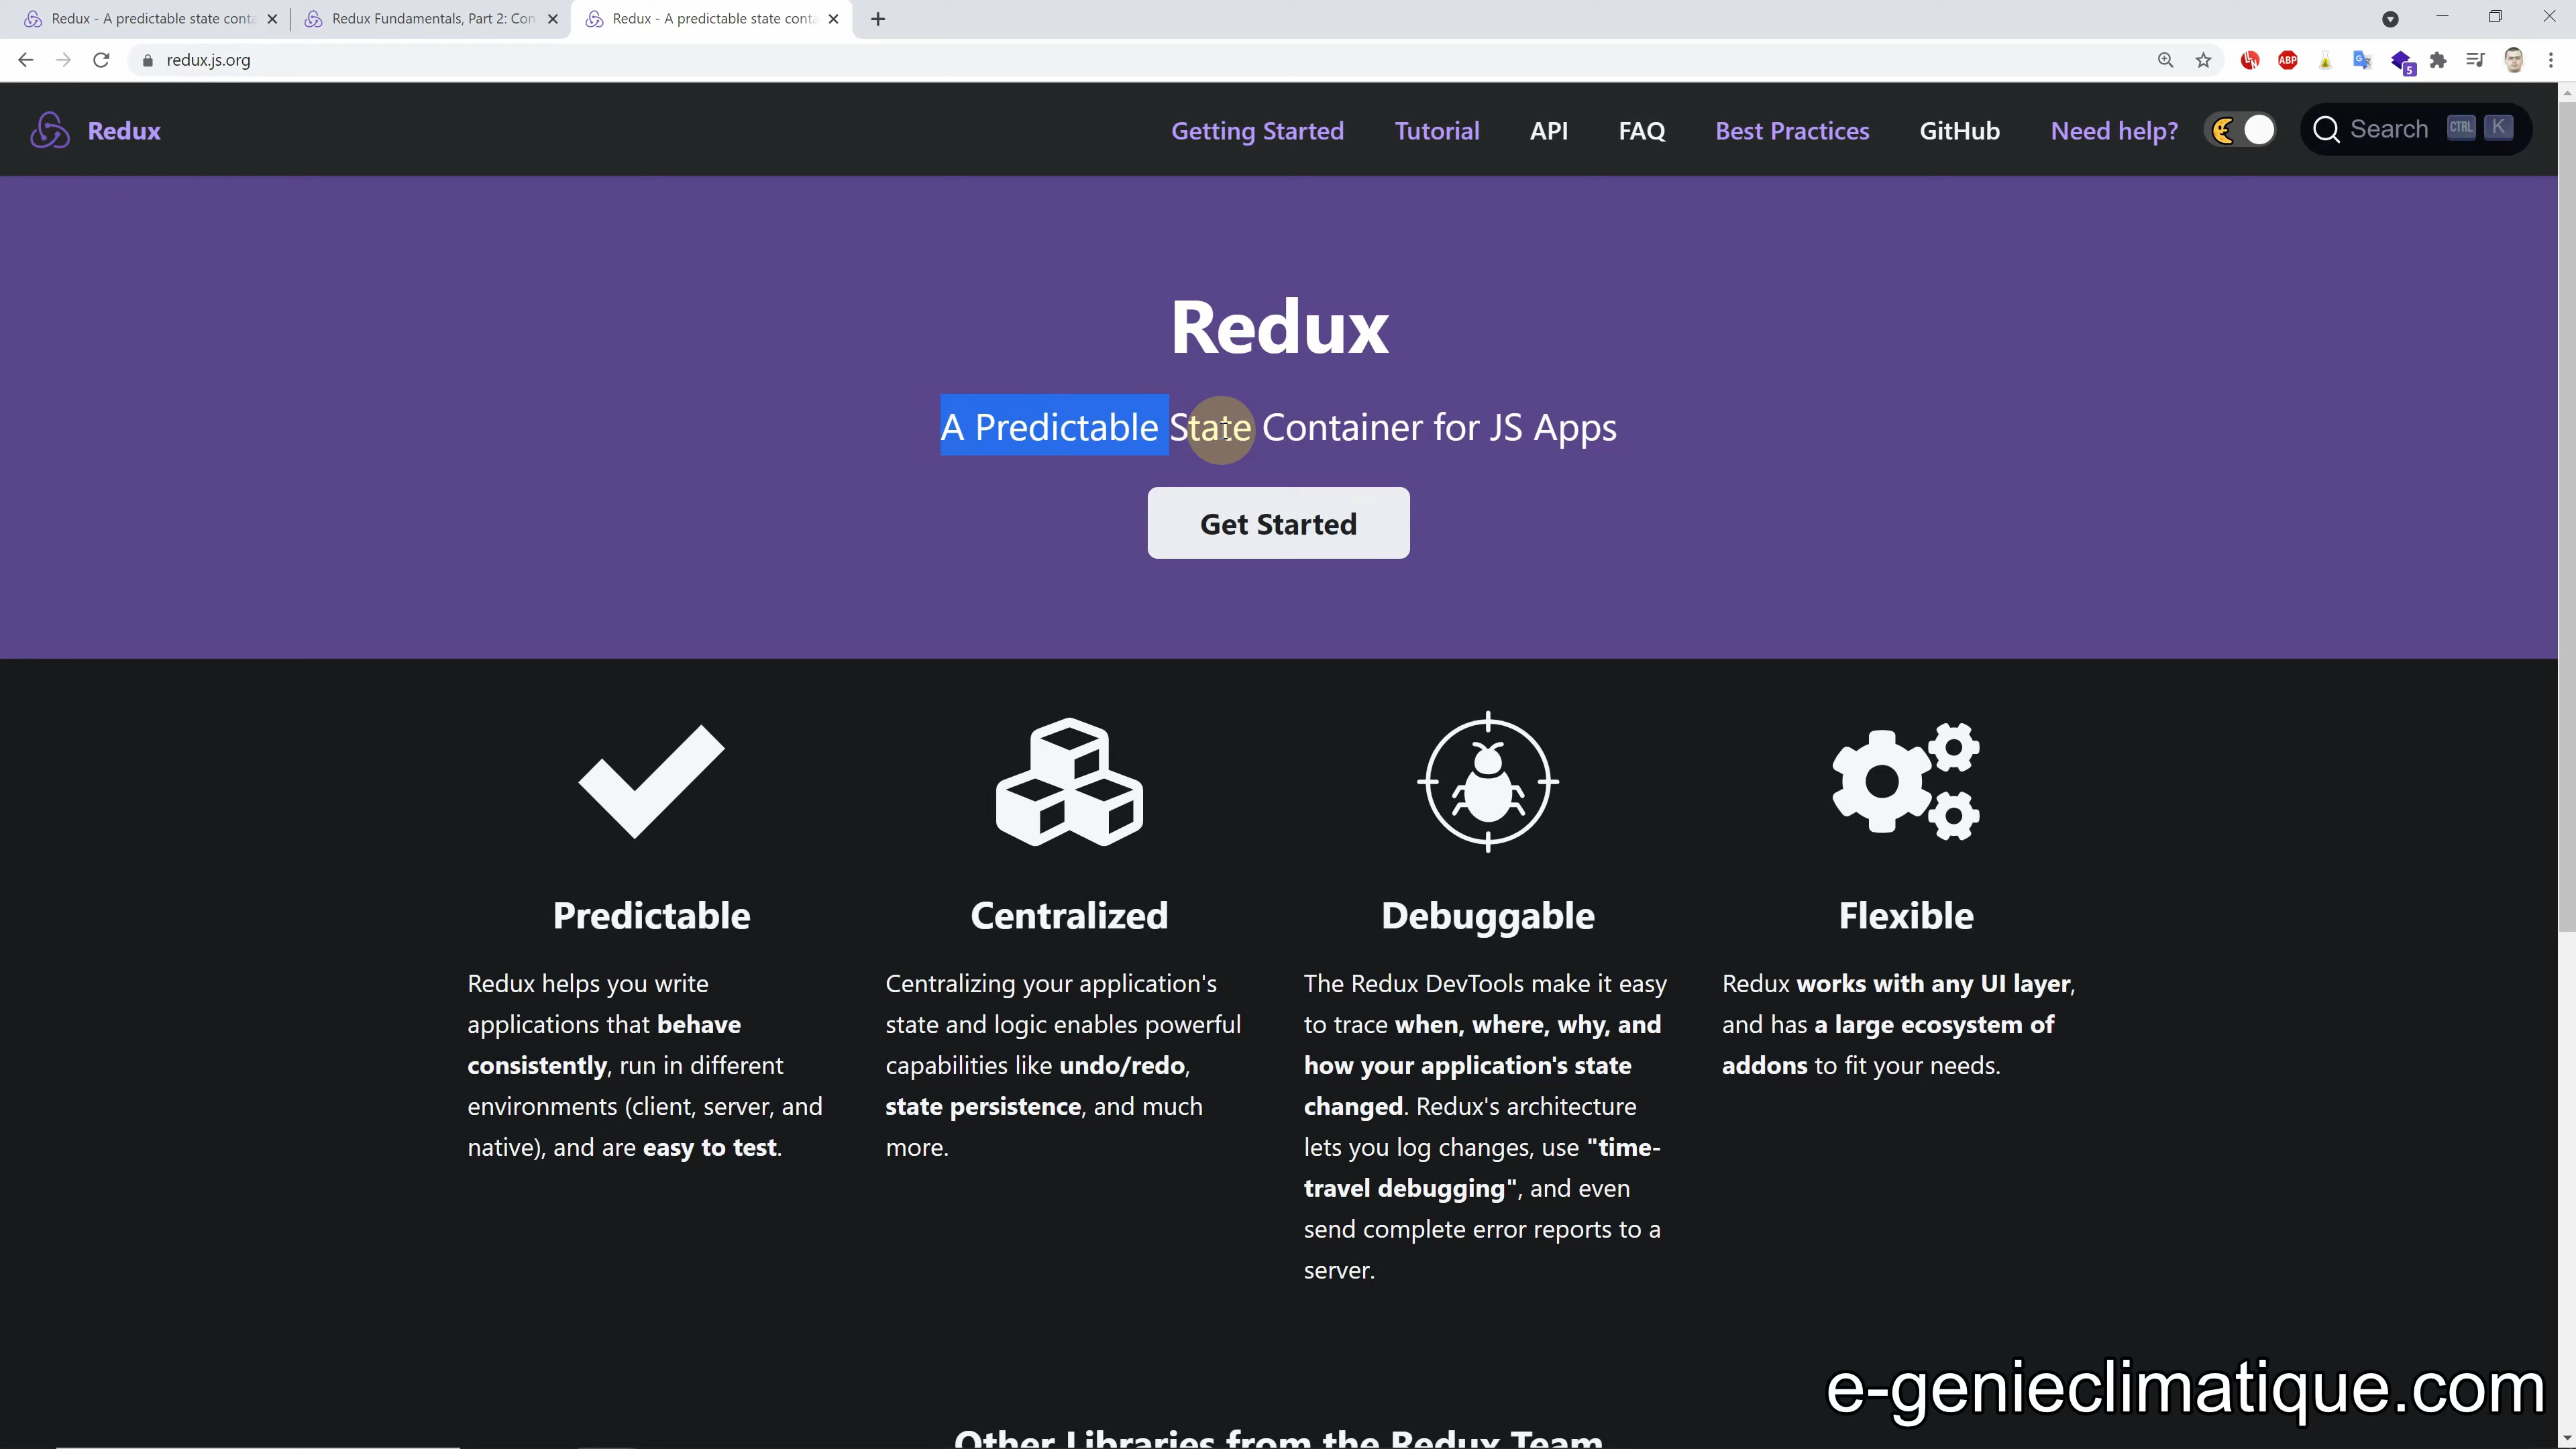 Redux - A predictable state conta
Redux Fundamentals, Part 2: Con
Redux - A predictable state conta
redux.js.org
ABP
5
Redux
Getting Started
Tutorial
API
FAQ
Best Practices
GitHub
Need help?
Search
CTRL
K
Redux
A Predictable State Container for JS Apps
Get Started
Predictable
Redux helps you write
applications that behave
consistently, run in different
environments (client, server, and
native), and are easy to test.
Centralized
Centralizing your application's
state and logic enables powerful
capabilities like undo/redo,
state persistence, and much
more.
Debuggable
The Redux DevTools make it easy
to trace when, where, why, and
how your application's state
changed. Redux's architecture
lets you log changes, use "time-
travel debugging", and even
send complete error reports to a
server.
Flexible
Redux works with any UI layer,
and has a large ecosystem of
addons to fit your needs.
Other Libraries from the Redux Team
e-genieclimatique.com